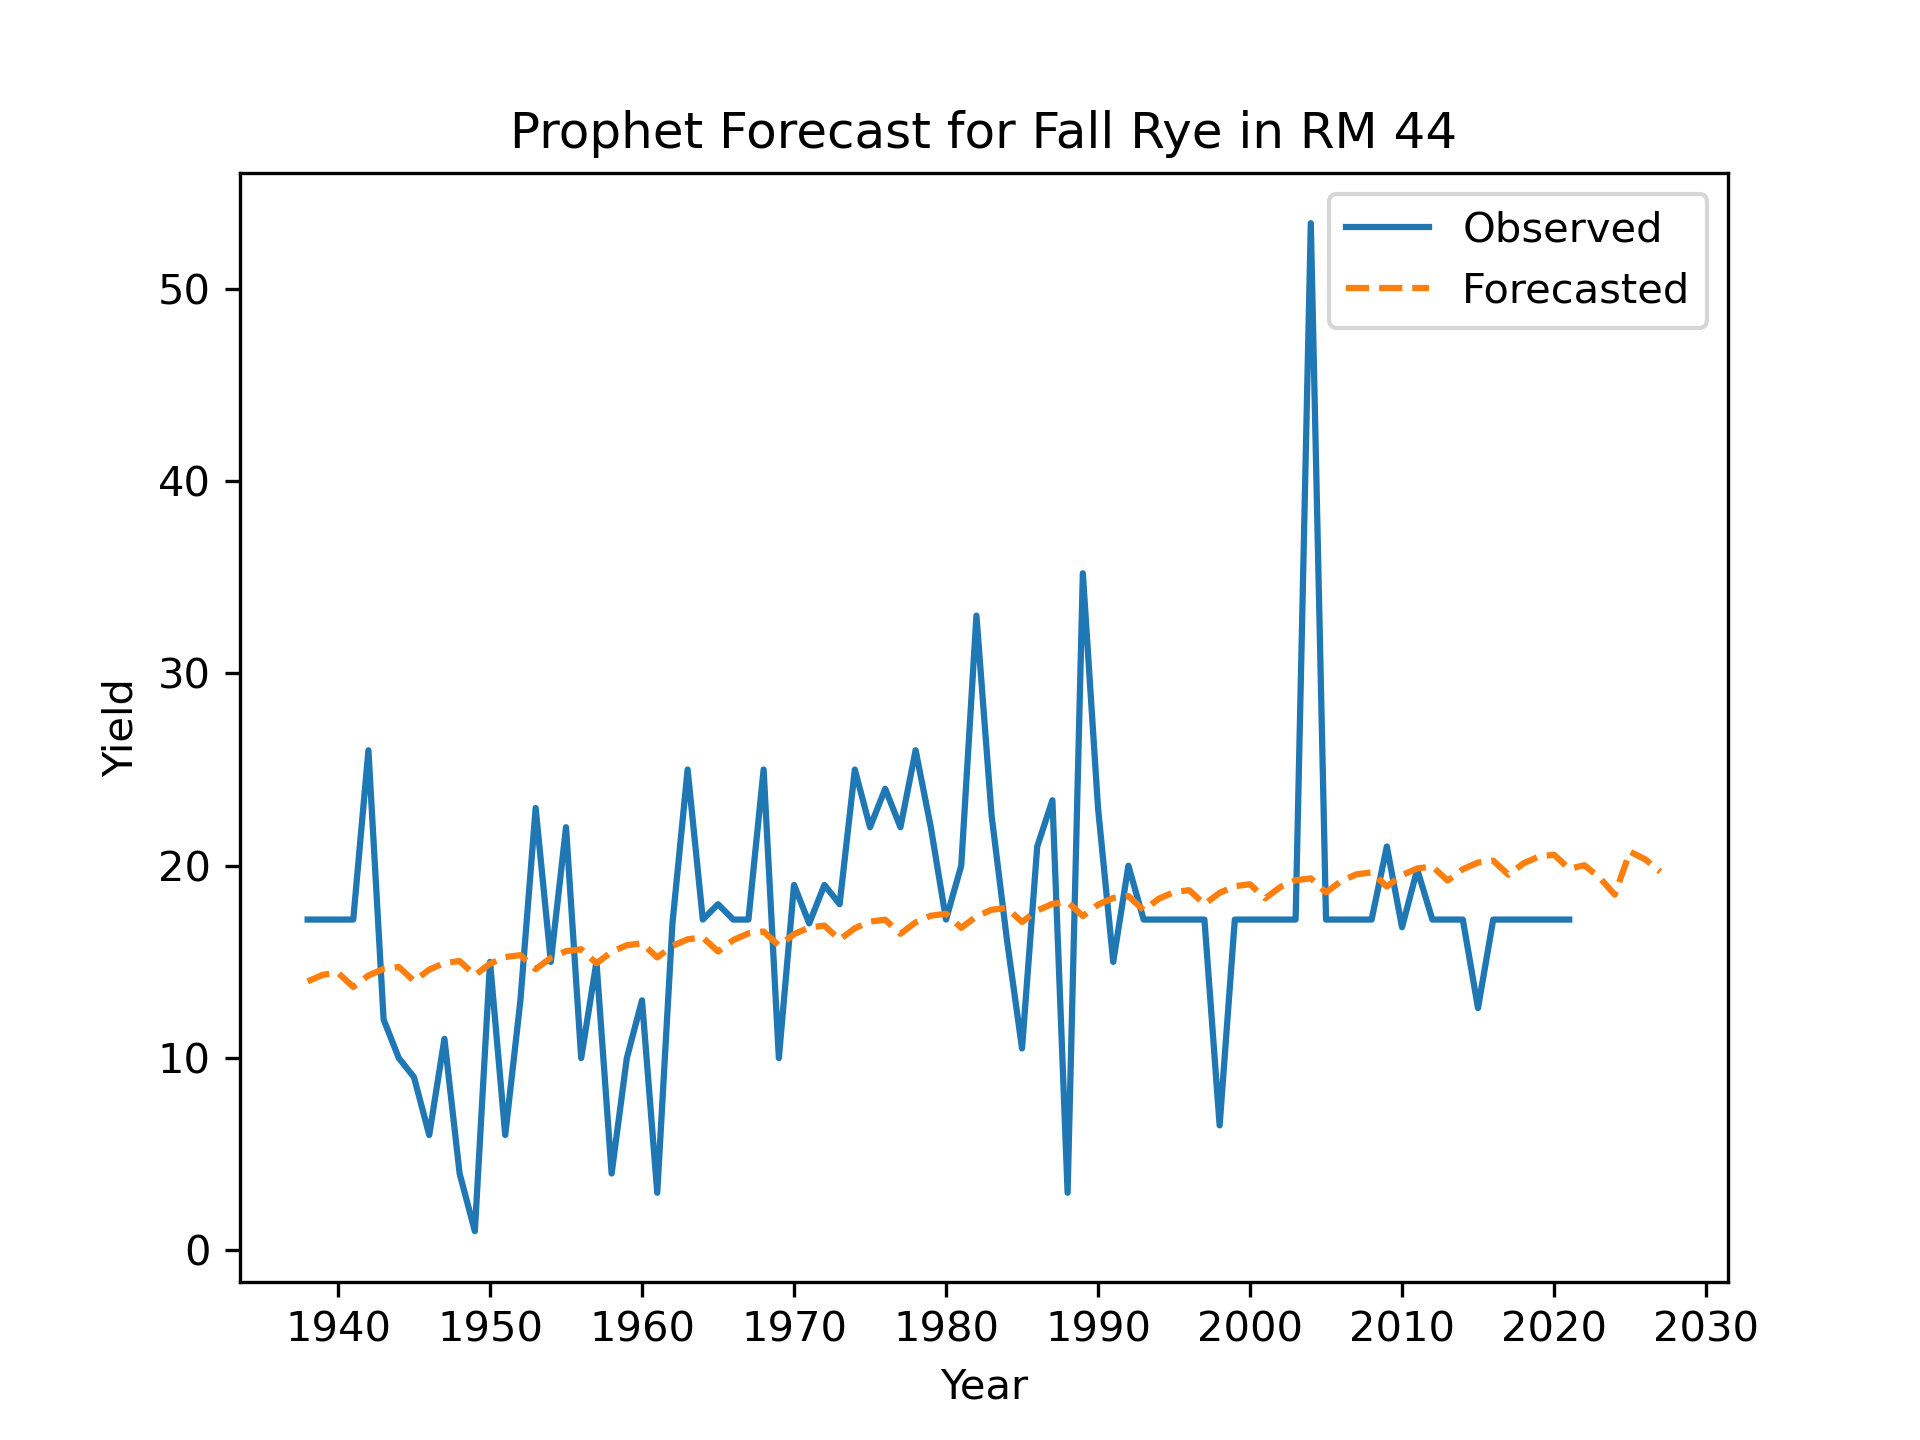 Prophet Forecast for Fall Rye in RM 44
Observed
Forecasted
50
40
30
20
10
0
Yield
1940 1950 1960 1970 1980 1990 2000 2010 2020 2030
Year